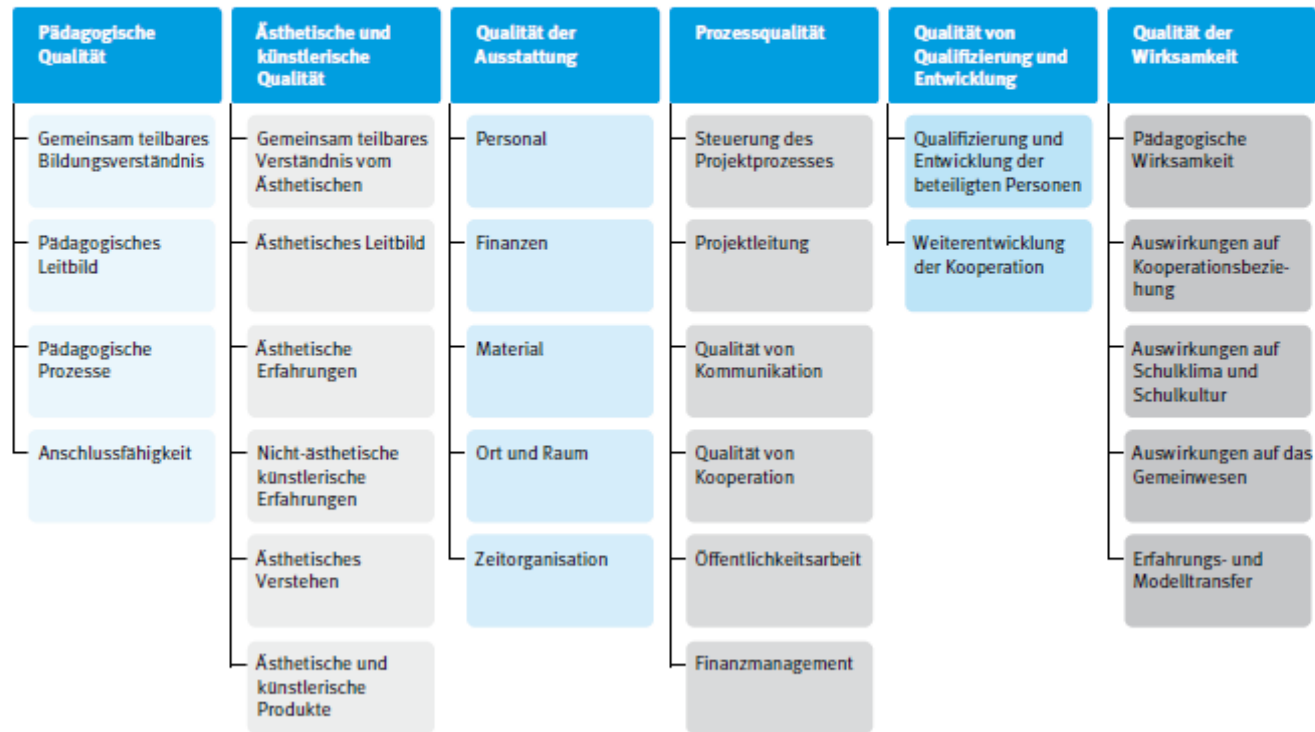 Pädagogische
Qualität
Gemeinsam teilbares
Bildungsverständnis
Pädagogisches
Leitbild
Pädagogische
Prozesse
Anschlussfähigkeit
Ästhetische und
künstlerische
Qualität
Gemeinsam teilbares
Verständnis vom
Ästhetischen
Ästhetisches Leitbild
Ästhetische
Erfahrungen
Nicht-ästhetische
künstlerische
Erfahrungen
Ästhetisches
Verstehen
Ästhetische und
künstlerische
Produkte
Qualität der
Ausstattung
Personal
Finanzen
Material
Ort und Raum
Zeitorganisation
Prozessqualität
Steuerung des
Projektprozesses
Projektleitung
Qualität von
Kommunikation
Qualität von
Kooperation
Öffentlichkeitsarbeit
Finanzmanagement
Qualität von
Qualifizierung und
Entwicklung
Qualifizierung und
Entwicklung der
beteiligten Personen
Weiterentwicklung
der Kooperation
Qualität der
Wirksamkeit
Pädagogische
Wirksamkeit
Auswirkungen auf
Kooperationsbezie-
hung
Auswirkungen auf
Schulklima und
Schulkultur
Auswirkungen auf das
Gemeinwesen
Erfahrungs- und
Modelltransfer